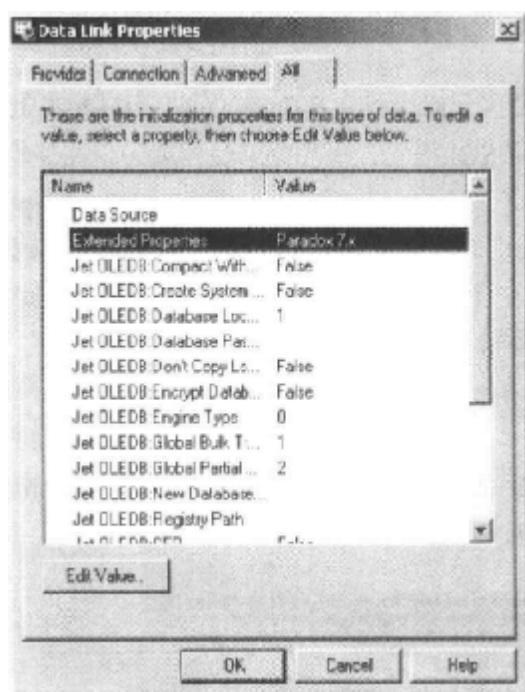 Data Link Properties
Provider Connection Advanced All
These are the initialization properties for this type of data. To edit a
value, select a property, then choose Edit Value below.
Name Value
Data Source
Extended Properties Paradox 7.x
Jet OLEDB:Compact With... False
Jet OLEDB:Create System ... False
Jet OLEDB:Database Loc... 1
Jet OLEDB:Database Pas...
Jet OLEDB:Don't Copy Lo... False
Jet OLEDB:Encrypt Datab... False
Jet OLEDB:Engine Type 0
Jet OLEDB:Global Bulk T... 1
Jet OLEDB:Global Partial ... 2
Jet OLEDB:New Database...
Jet OLEDB:Registry Path
Jet OLEDB:SFP False
Edit Value...
OK Cancel Help